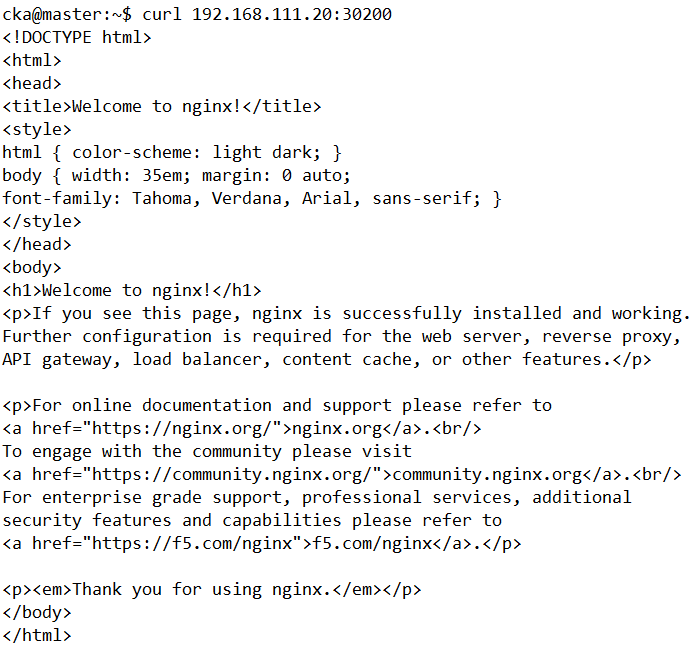 cka@master:~$ curl 192.168.111.20:30200
<!DOCTYPE html>
<html>
<head>
<title>Welcome to nginx!</title>
<style>
html { color-scheme: light dark; }
body { width: 35em; margin: 0 auto;
font-family: Tahoma, Verdana, Arial, sans-serif; }
</style>
</head>
<body>
<h1>Welcome to nginx!</h1>
<p>If you see this page, nginx is successfully installed and working.
Further configuration is required for the web server, reverse proxy,
API gateway, load balancer, content cache, or other features.</p>

<p>For online documentation and support please refer to
<a href="https://nginx.org/">nginx.org</a>.<br/>
To engage with the community please visit
<a href="https://community.nginx.org/">community.nginx.org</a>.<br/>
For enterprise grade support, professional services, additional
security features and capabilities please refer to
<a href="https://f5.com/nginx">f5.com/nginx</a>.</p>

<p><em>Thank you for using nginx.</em></p>
</body>
</html>